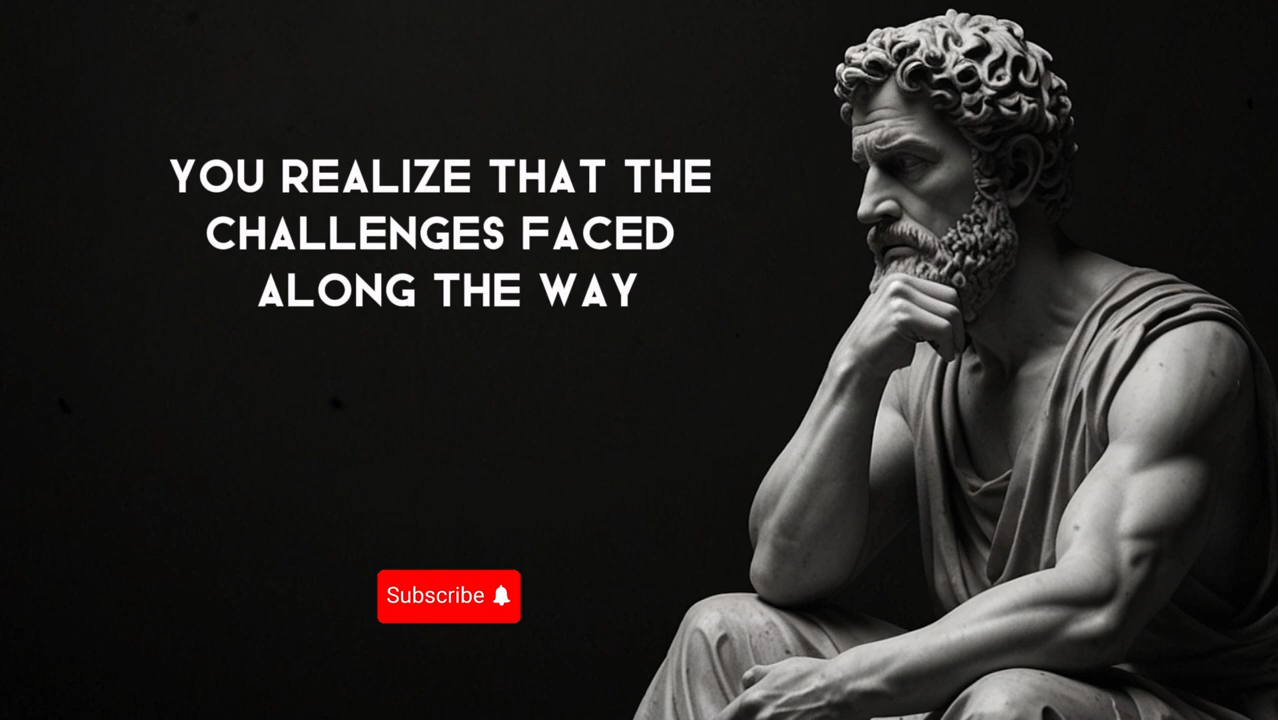 YOU REALIZE THAT THE
CHALLENGES FACED
ALONG THE WAY
Subscribe